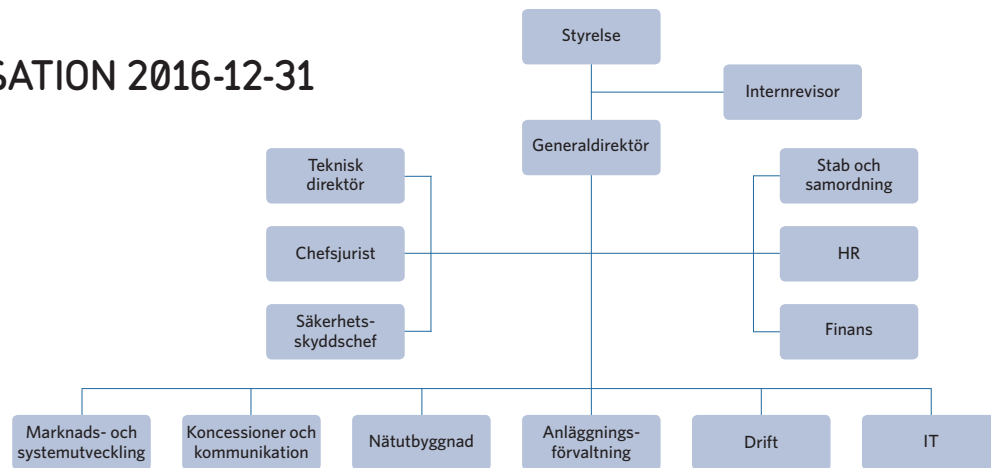 SATION 2016-12-31
Styrelse
Internrevisor
Generaldirektör
Teknisk
direktör
Stab och
samordning
Chefsjurist
HR
Säkerhets-
skyddschef
Finans
Marknads- och
systemutveckling
Koncessioner och
kommunikation
Nätutbyggnad
Anläggnings-
förvaltning
Drift
IT